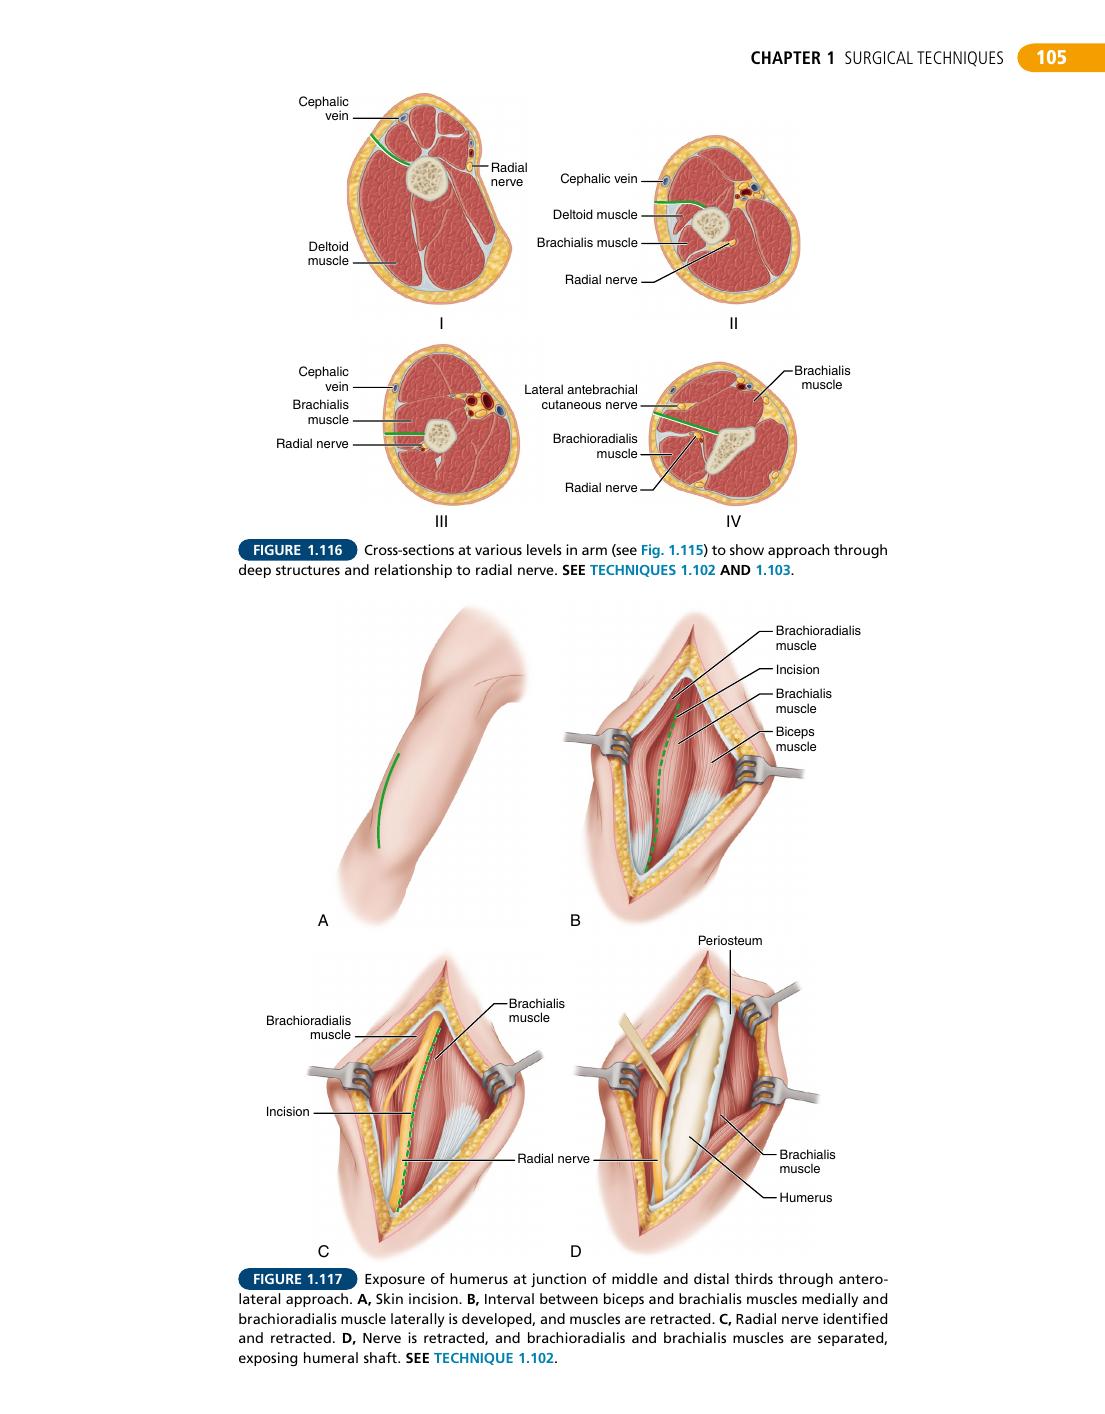 CHAPTER 1 SURGICAL TECHNIQUES 105
Cephalic
vein
Radial
nerve
Deltoid
muscle
I
Cephalic vein
Deltoid muscle
Brachialis muscle
Radial nerve
II
Cephalic
vein
Brachialis
muscle
Radial nerve
III
Lateral antebrachial
cutaneous nerve
Brachioradialis
muscle
Radial nerve
Brachialis
muscle
IV
FIGURE 1.116 Cross-sections at various levels in arm (see Fig. 1.115) to show approach through
deep structures and relationship to radial nerve. SEE TECHNIQUES 1.102 AND 1.103.
A
Brachioradialis
muscle
Incision
Brachialis
muscle
Biceps
muscle
B
Brachioradialis
muscle
Brachialis
muscle
Incision
Radial nerve
C
Periosteum
Brachialis
muscle
Humerus
D
FIGURE 1.117 Exposure of humerus at junction of middle and distal thirds through antero-
lateral approach. A, Skin incision. B, Interval between biceps and brachialis muscles medially and
brachioradialis muscle laterally is developed, and muscles are retracted. C, Radial nerve identified
and retracted. D, Nerve is retracted, and brachioradialis and brachialis muscles are separated,
exposing humeral shaft. SEE TECHNIQUE 1.102.